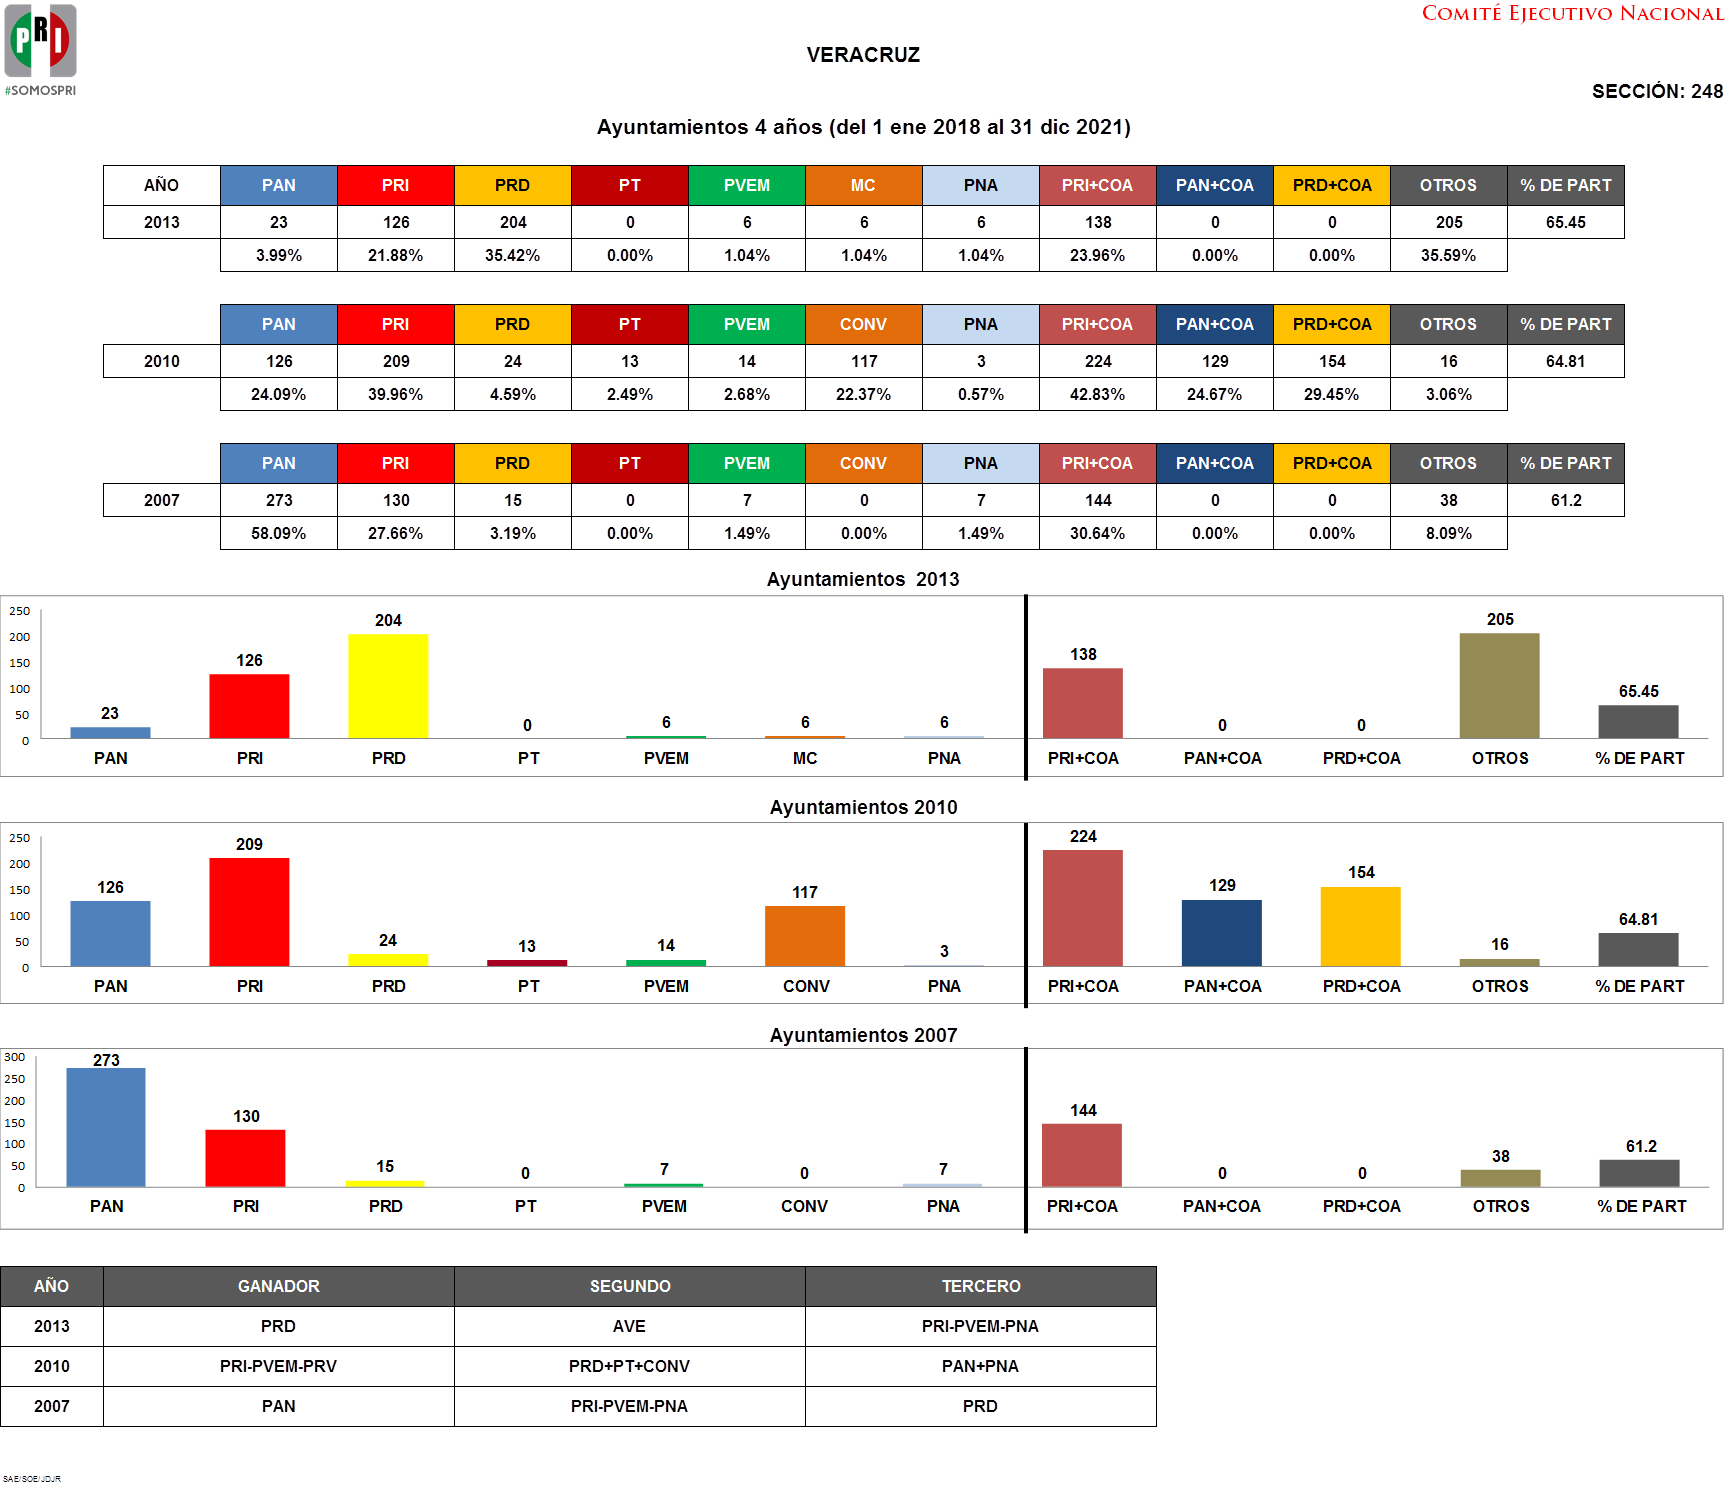 PRI
#SOMOSPRI
COMITÉ EJECUTIVO NACIONAL
VERACRUZ
SECCIÓN: 248
Ayuntamientos 4 años (del 1 ene 2018 al 31 dic 2021)
AÑO PAN PRI PRD PT PVEM MC PNA PRI+COA PAN+COA PRD+COA OTROS % DE PART
2013 23 126 204 0 6 6 6 138 0 0 205 65.45
3.99% 21.88% 35.42% 0.00% 1.04% 1.04% 1.04% 23.96% 0.00% 0.00% 35.59%
PAN PRI PRD PT PVEM CONV PNA PRI+COA PAN+COA PRD+COA OTROS % DE PART
2010 126 209 24 13 14 117 3 224 129 154 16 64.81
24.09% 39.96% 4.59% 2.49% 2.68% 22.37% 0.57% 42.83% 24.67% 29.45% 3.06%
PAN PRI PRD PT PVEM CONV PNA PRI+COA PAN+COA PRD+COA OTROS % DE PART
2007 273 130 15 0 7 0 7 144 0 0 38 61.2
58.09% 27.66% 3.19% 0.00% 1.49% 0.00% 1.49% 30.64% 0.00% 0.00% 8.09%
Ayuntamientos 2013
250
200
150
100
50
0
23 126 204 0 6 6 6 138 0 0 205 65.45
PAN PRI PRD PT PVEM MC PNA PRI+COA PAN+COA PRD+COA OTROS % DE PART
Ayuntamientos 2010
250
200
150
100
50
0
126 209 24 13 14 117 3 224 129 154 16 64.81
PAN PRI PRD PT PVEM CONV PNA PRI+COA PAN+COA PRD+COA OTROS % DE PART
Ayuntamientos 2007
300
250
200
150
100
50
0
273 130 15 0 7 0 7 144 0 0 38 61.2
PAN PRI PRD PT PVEM CONV PNA PRI+COA PAN+COA PRD+COA OTROS % DE PART
AÑO GANADOR SEGUNDO TERCERO
2013 PRD AVE PRI-PVEM-PNA
2010 PRI-PVEM-PRV PRD+PT+CONV PAN+PNA
2007 PAN PRI-PVEM-PNA PRD
SAE/SOE/JDJR